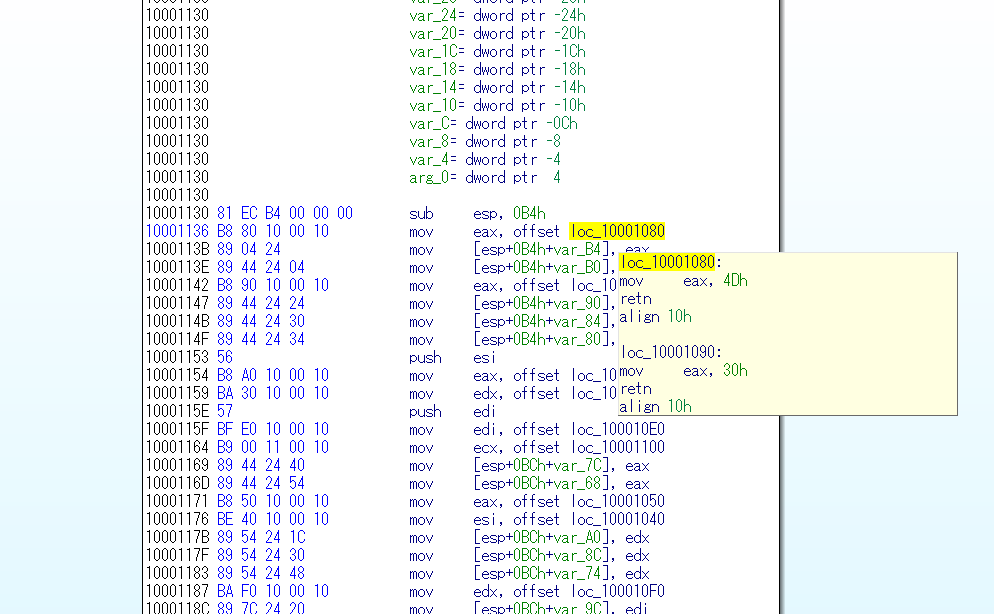 10001130 var_24= dword ptr -24h
10001130 var_20= dword ptr -20h
10001130 var_1C= dword ptr -1Ch
10001130 var_18= dword ptr -18h
10001130 var_14= dword ptr -14h
10001130 var_10= dword ptr -10h
10001130 var_C= dword ptr -0Ch
10001130 var_8= dword ptr -8
10001130 var_4= dword ptr -4
10001130 arg_0= dword ptr 4
10001130
10001130 81 EC B4 00 00 00 sub esp, 0B4h
10001136 B8 80 10 00 10 mov eax, offset loc_10001080
1000113B 89 04 24 mov [esp+0B4h+var_B4], eax
1000113E 89 44 24 04 mov [esp+0B4h+var_B0],
10001142 B8 90 10 00 10 mov eax, offset loc_10
10001147 89 44 24 24 mov [esp+0B4h+var_90],
1000114B 89 44 24 30 mov [esp+0B4h+var_84],
1000114F 89 44 24 34 mov [esp+0B4h+var_80],
10001153 56 push esi
10001154 B8 A0 10 00 10 mov eax, offset loc_10
10001159 BA 30 10 00 10 mov edx, offset loc_10
1000115E 57 push edi
1000115F BF E0 10 00 10 mov edi, offset loc_100010E0
10001164 B9 00 11 00 10 mov ecx, offset loc_10001100
10001169 89 44 24 40 mov [esp+0BCh+var_7C], eax
1000116D 89 44 24 54 mov [esp+0BCh+var_68], eax
10001171 B8 50 10 00 10 mov eax, offset loc_10001050
10001176 BE 40 10 00 10 mov esi, offset loc_10001040
1000117B 89 54 24 1C mov [esp+0BCh+var_A0], edx
1000117F 89 54 24 30 mov [esp+0BCh+var_8C], edx
10001183 89 54 24 48 mov [esp+0BCh+var_74], edx
10001187 BA F0 10 00 10 mov edx, offset loc_100010F0
1000118C 89 7C 24 20 mov [esp+0BCh+var_9C], edi
loc_10001080:
mov eax, 4Dh
retn
align 10h
loc_10001090:
mov eax, 30h
retn
align 10h